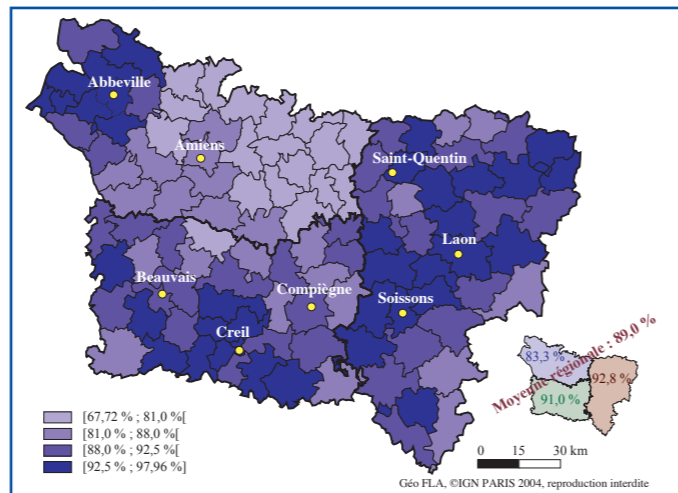 Abbeville
Amiens
Saint-Quentin
Laon
Beauvais
Compiègne
Soissons
Creil
Moyenne régionale : 89,0 %
83,3 %
92,8 %
91,0 %
[67,72 % ; 81,0 %[
[81,0 % ; 88,0 %[
[88,0 % ; 92,5 %[
[92,5 % ; 97,96 %]
0 15 30 km
Géo FLA, ©IGN PARIS 2004, reproduction interdite